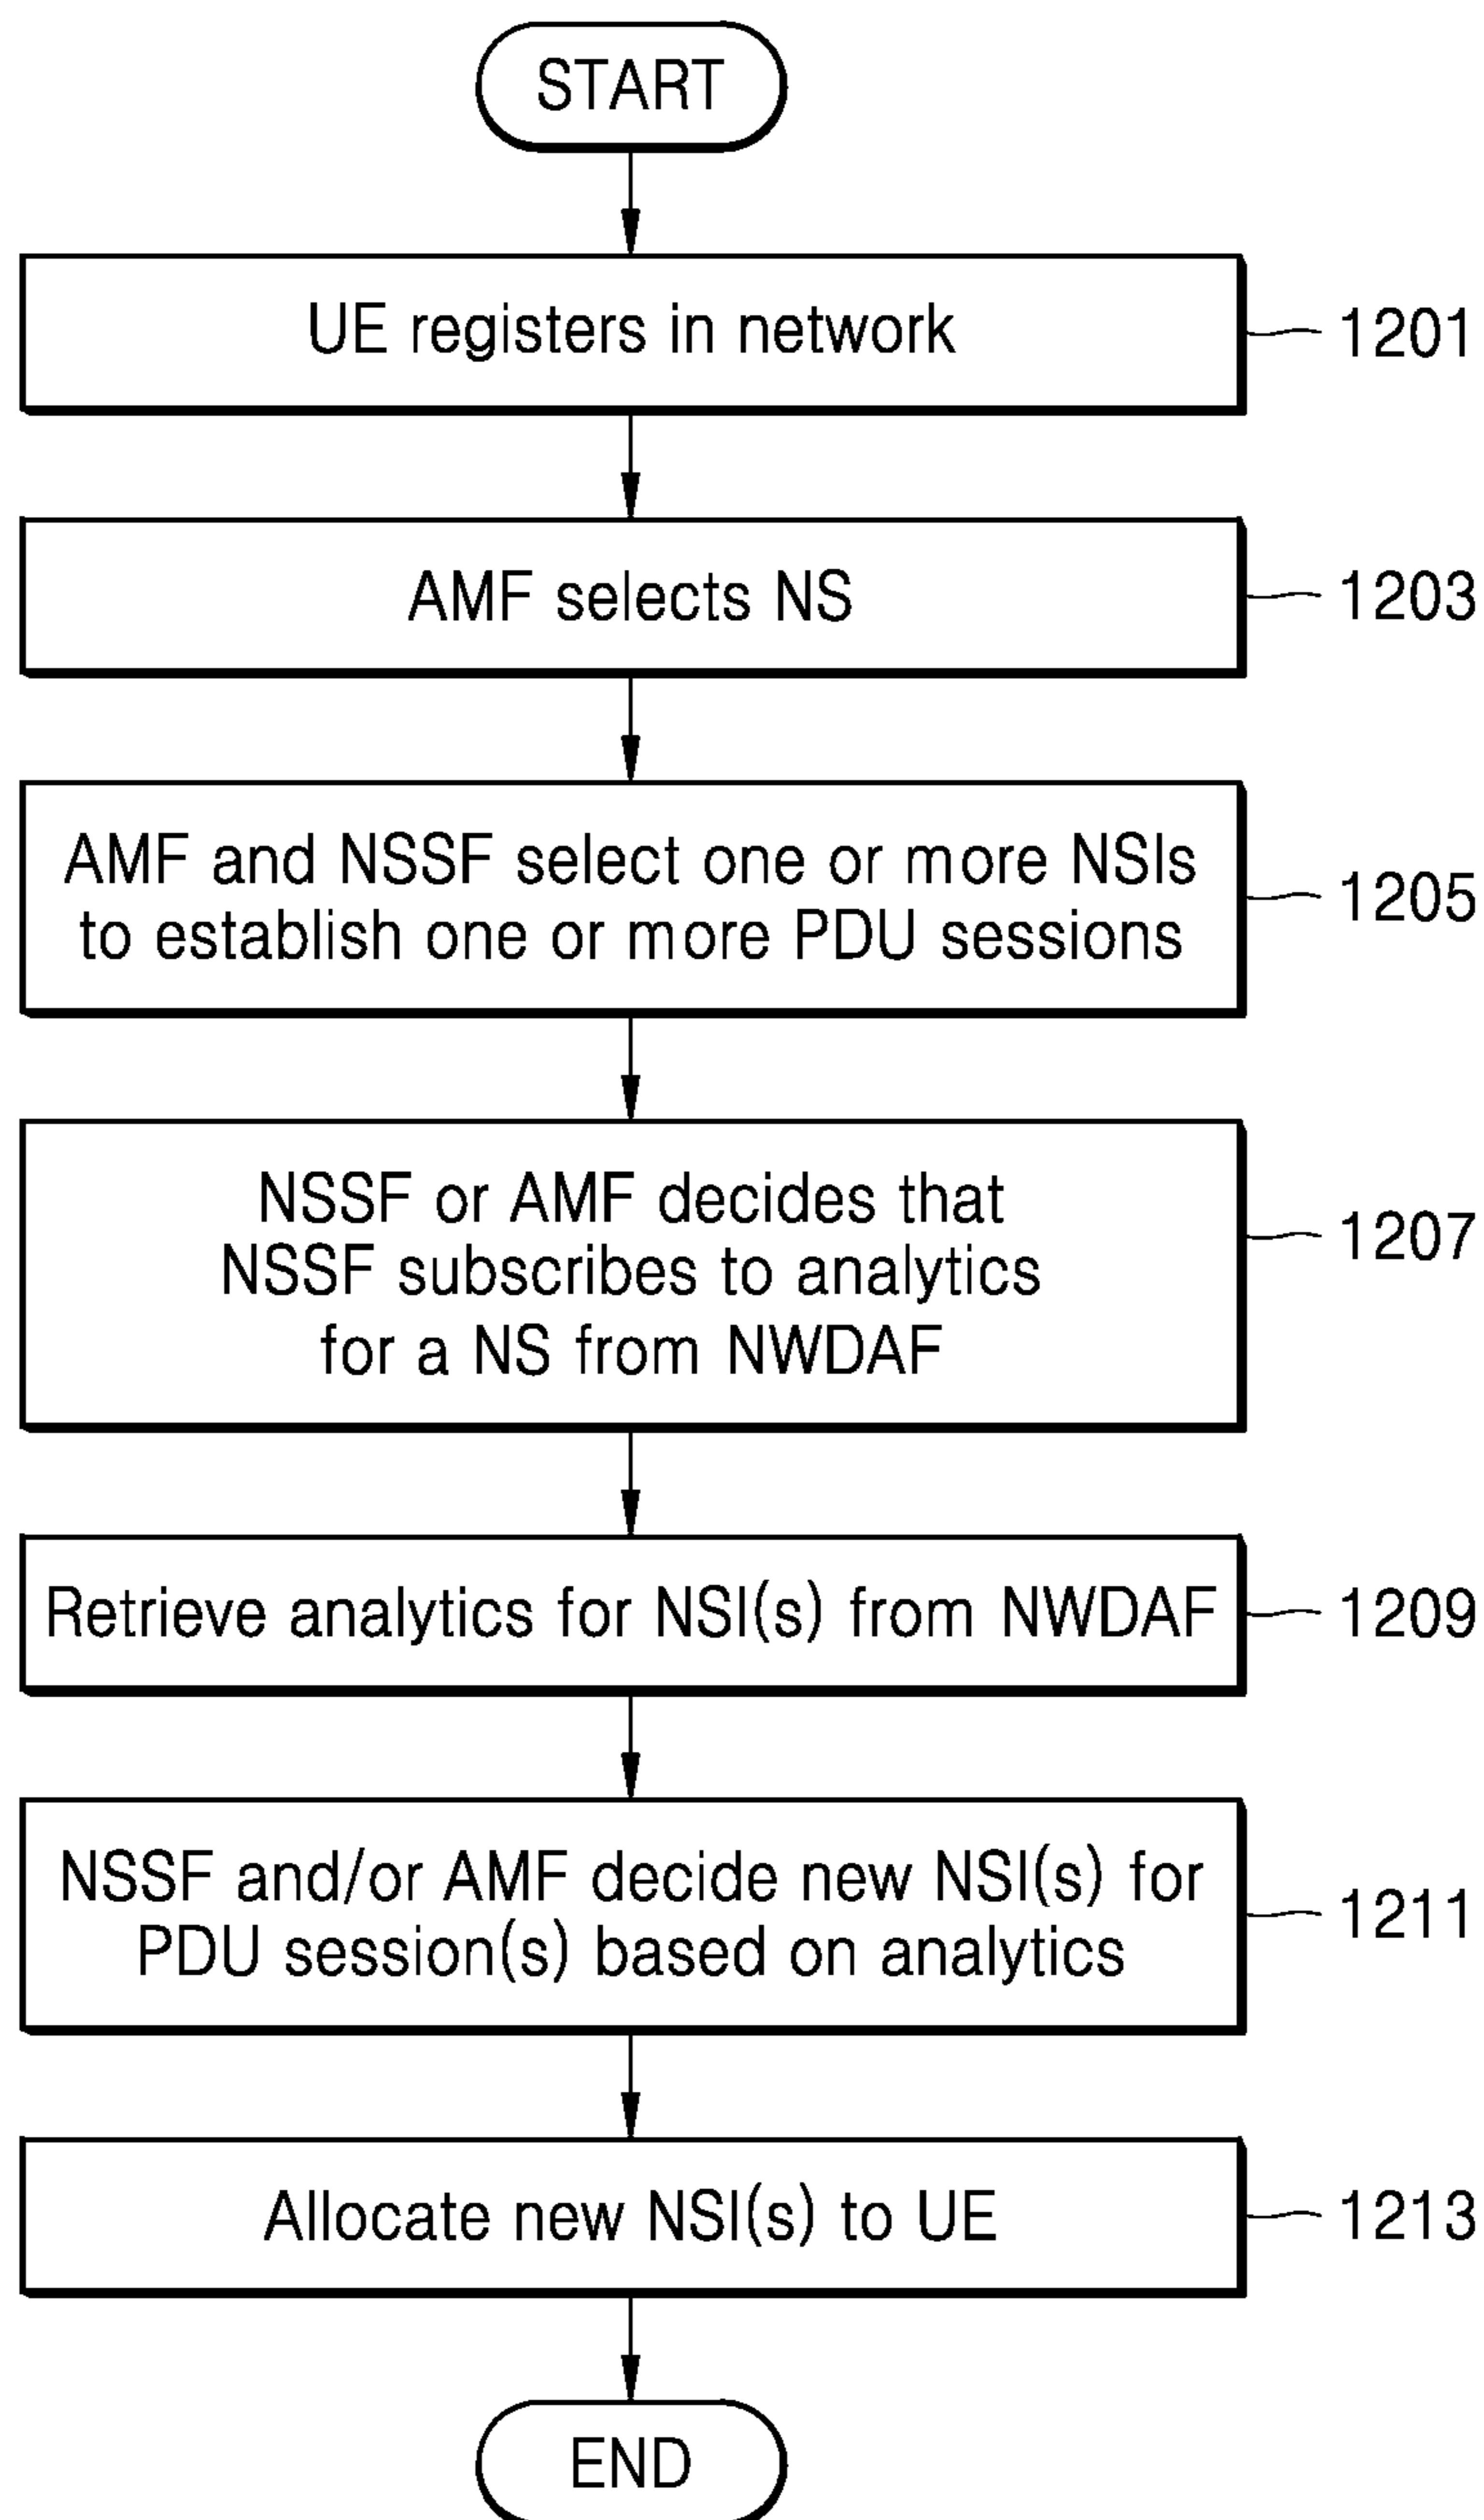 START
UE registers in network
1201
AMF selects NS
1203
AMF and NSSF select one or more NSIs
to establish one or more PDU sessions
1205
NSSF or AMF decides that
NSSF subscribes to analytics
for a NS from NWDAF
1207
Retrieve analytics for NSI(s) from NWDAF
1209
NSSF and/or AMF decide new NSI(s) for
PDU session(s) based on analytics
1211
Allocate new NSI(s) to UE
1213
END